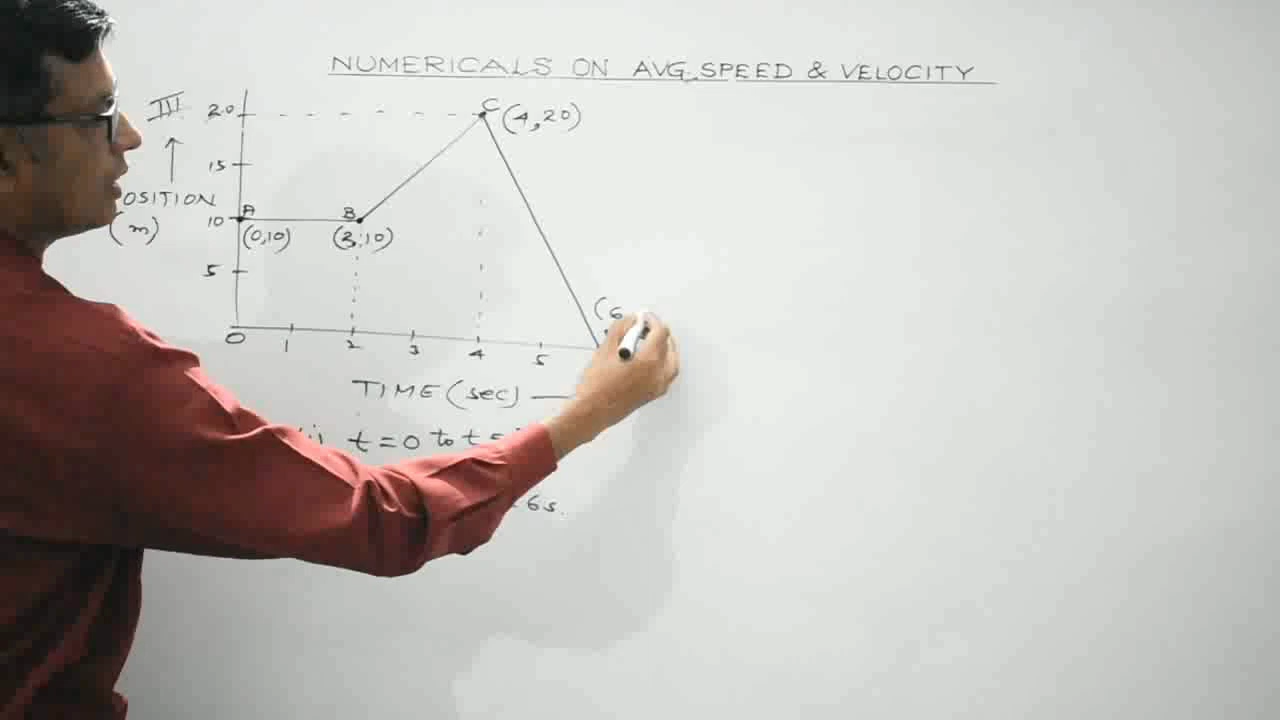 NUMERICALS ON AVG. SPEED & VELOCITY
III
20
C (4,20)
15
OSITION
(m)
A
B
10
(0,10)
(2,10)
5
(6
0 1 2 3 4 5
TIME (sec)
t=0 to t
6s.